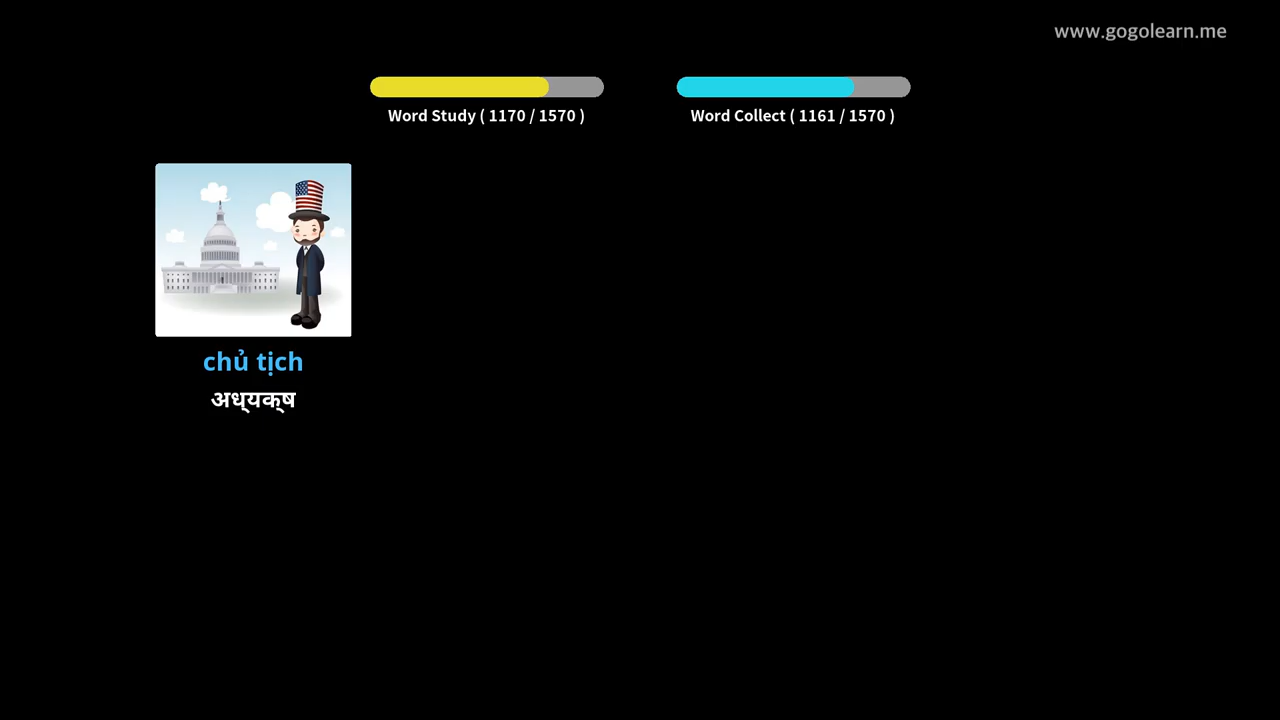 www.gogolearn.me
Word Study ( 1170 / 1570 )
Word Collect ( 1161 / 1570 )
chủ tịch
अध्‌यक्‌ष